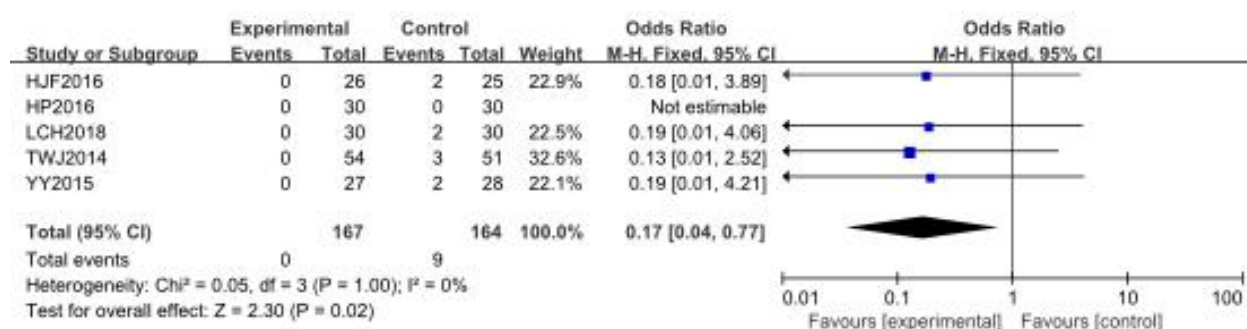 Experimental Control Odds Ratio Odds Ratio
Study or Subgroup Events Total Events Total Weight M-H. Fixed. 95% CI M-H. Fixed. 95% CI
HJF2016 0 26 2 25 22.9% 0.18 [0.01, 3.89]
HP2016 0 30 0 30 Not estimable
LCH2018 0 30 2 30 22.5% 0.19 [0.01, 4.06]
TWJ2014 0 54 3 51 32.6% 0.13 [0.01, 2.52]
YY2015 0 27 2 28 22.1% 0.19 [0.01, 4.21]
Total (95% CI) 167 164 100.0% 0.17 [0.04, 0.77]
Total events 0 9
Heterogeneity: Chi² = 0.05, df = 3 (P = 1.00); I² = 0%
Test for overall effect: Z = 2.30 (P = 0.02)
0.01 0.1 1 10 100
Favours [experimental] Favours [control]